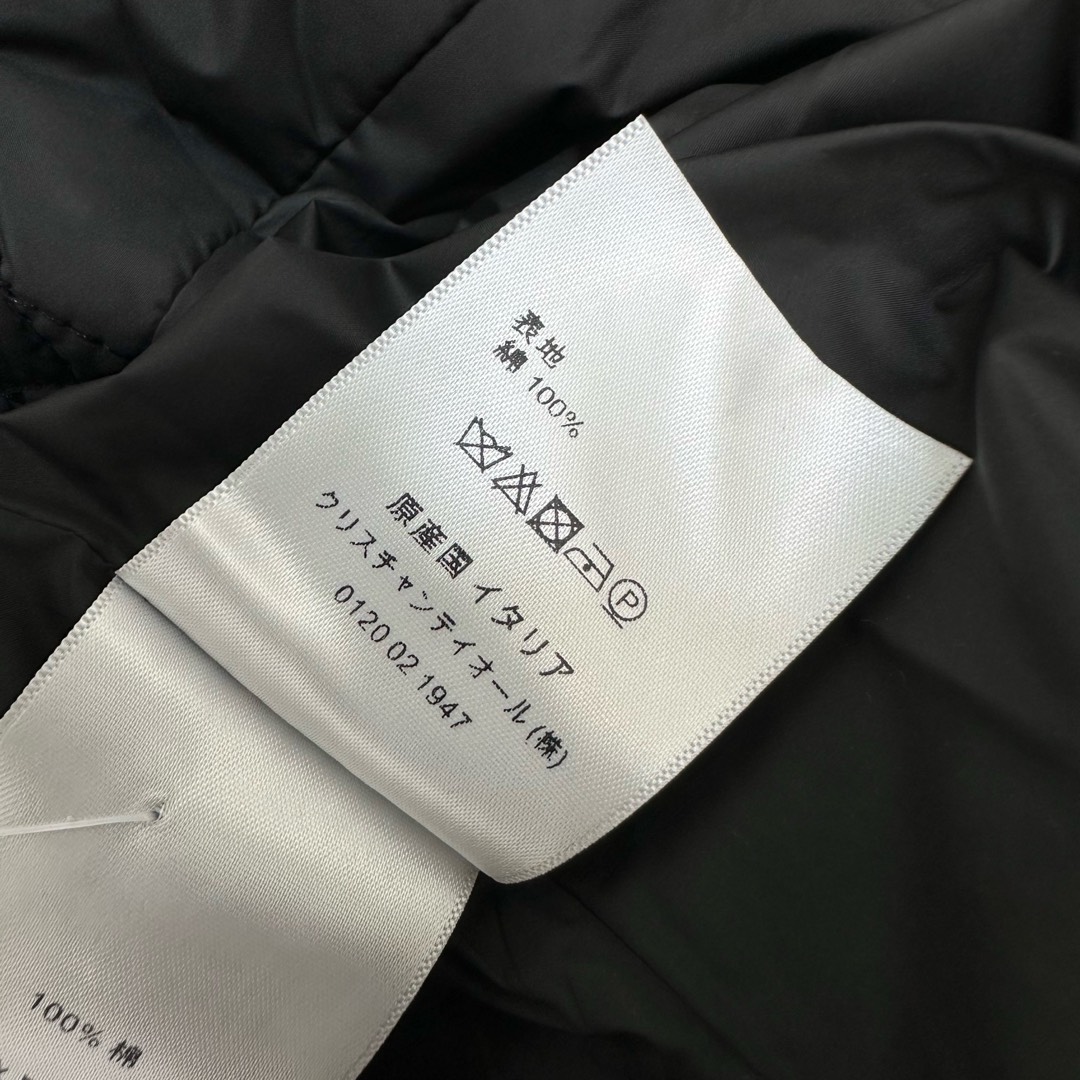 表地
綿 100%
P
原産国 イタリア
クリスチャンディオール(株)
0120 02 1947
100% 棉